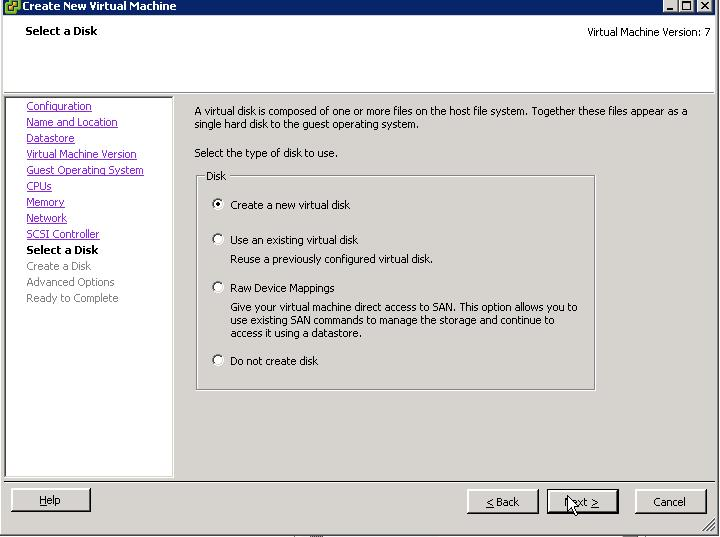 Create New Virtual Machine
Select a Disk
Virtual Machine Version: 7
Configuration
Name and Location
Datastore
Virtual Machine Version
Guest Operating System
CPUs
Memory
Network
SCSI Controller
Select a Disk
Create a Disk
Advanced Options
Ready to Complete
A virtual disk is composed of one or more files on the host file system. Together these files appear as a
single hard disk to the guest operating system.
Select the type of disk to use.
Disk
Create a new virtual disk
Use an existing virtual disk
Reuse a previously configured virtual disk.
Raw Device Mappings
Give your virtual machine direct access to SAN. This option allows you to
use existing SAN commands to manage the storage and continue to
access it using a datastore.
Do not create disk
Help
< Back
Next >
Cancel